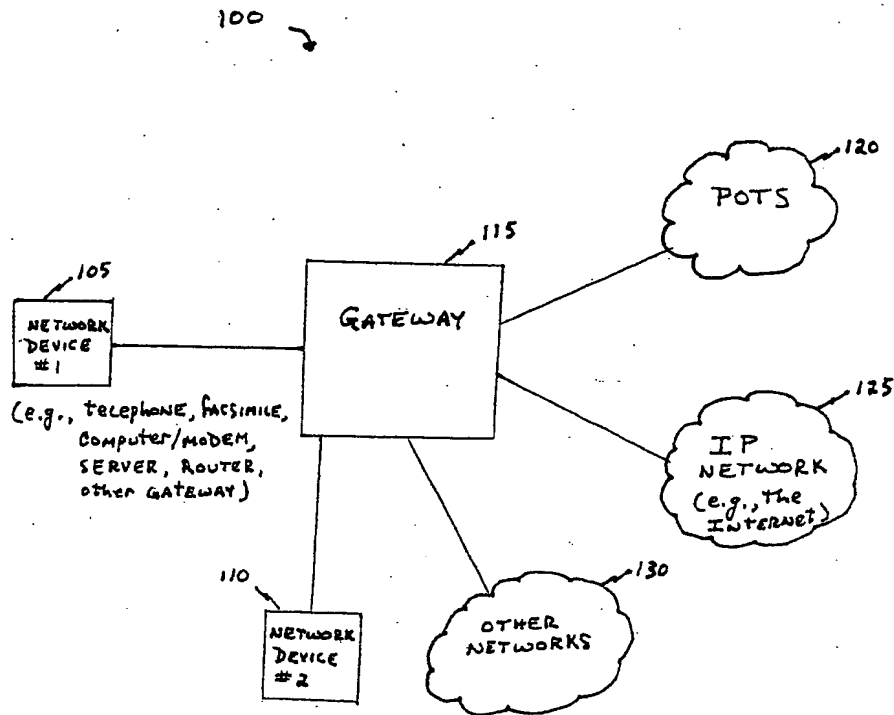 100
120
POTS
115
GATEWAY
105
NETWORK
DEVICE
#1
(e.g., TELEPHONE, FACSIMILE,
COMPUTER/MODEM,
SERVER, ROUTER,
OTHER GATEWAY)
125
IP
NETWORK
(e.g., THE
INTERNET)
110
NETWORK
DEVICE
#2
130
OTHER
NETWORKS